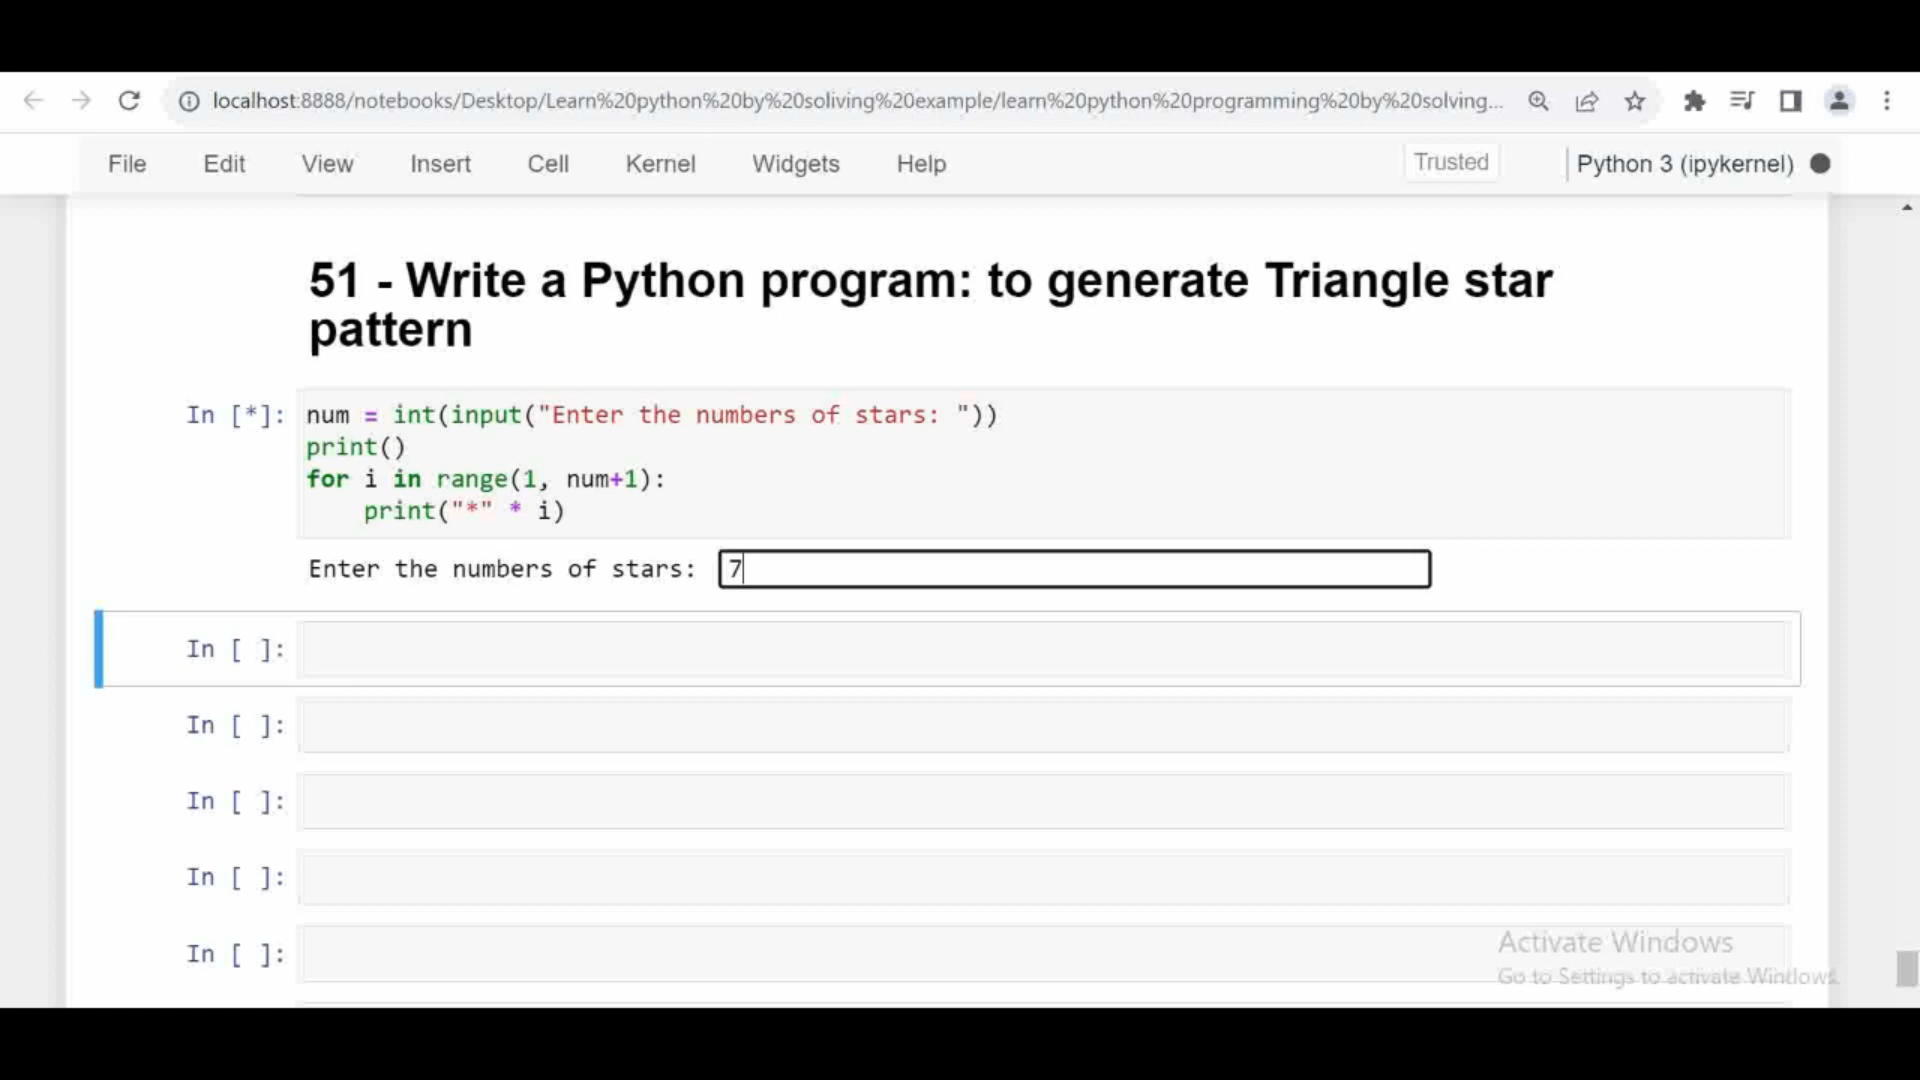 localhost:8888/notebooks/Desktop/Learn%20python%20by%20soliving%20example/learn%20python%20programming%20by%20solving...
File Edit View Insert Cell Kernel Widgets Help Trusted Python 3 (ipykernel)
51 - Write a Python program: to generate Triangle star
pattern
In [*]: num = int(input("Enter the numbers of stars: "))
print()
for i in range(1, num+1):
    print("*" * i)
Enter the numbers of stars: 7
In [ ]:
In [ ]:
In [ ]:
In [ ]:
In [ ]:
Activate Windows
Go to Settings to activate Windows.